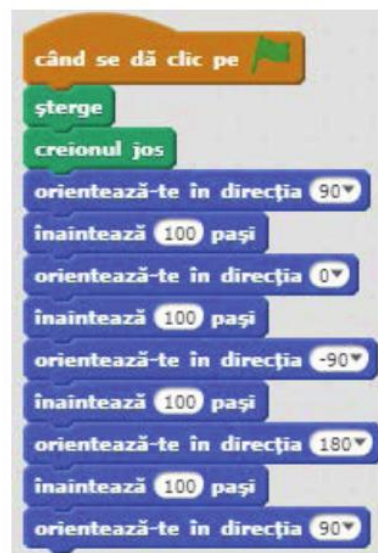 când se dă clic pe
şterge
creionul jos
orientează-te în direcţia 90
înaintează 100 paşi
orientează-te în direcţia 0
înaintează 100 paşi
orientează-te în direcţia -90
înaintează 100 paşi
orientează-te în direcţia 180
înaintează 100 paşi
orientează-te în direcţia 90